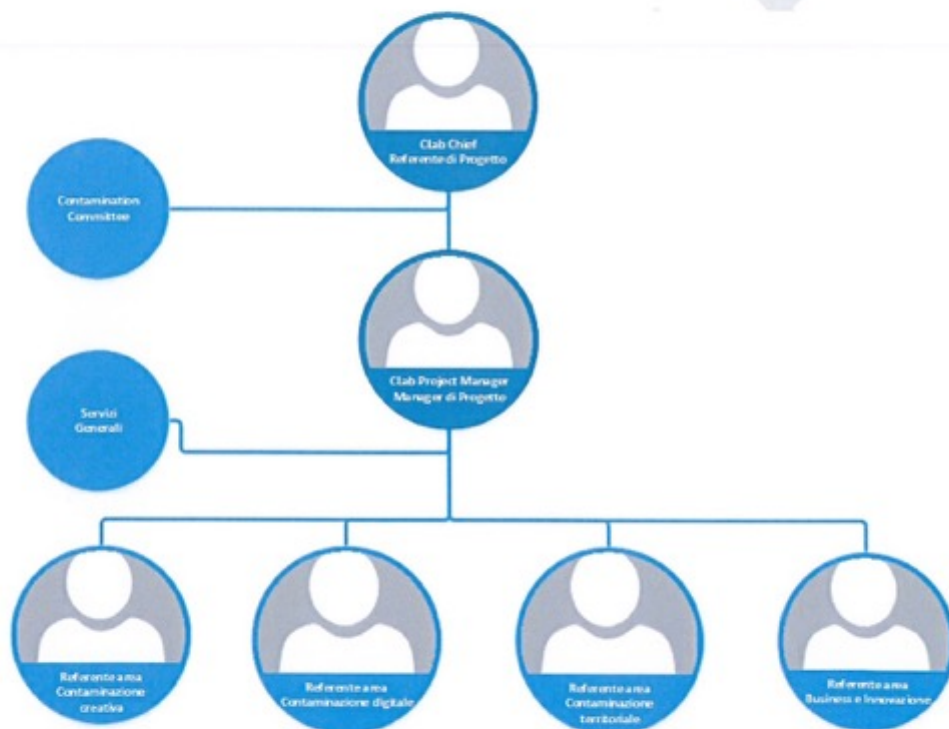 CLab Chief
Referente di Progetto
Contamination
Committee
CLab Project Manager
Manager di Progetto
Servizi
Generali
Referente area
Contaminazione
creativa
Referente area
Contaminazione digitale
Referente area
Contaminazione
territoriale
Referente area
Business e Innovazione